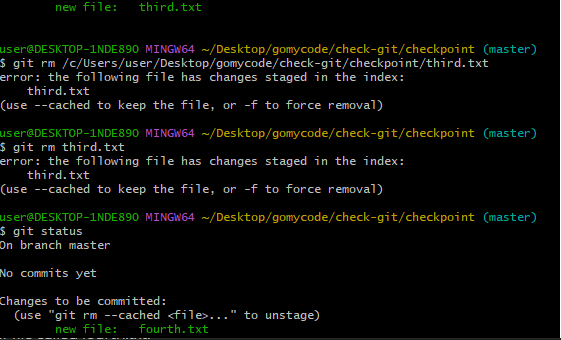 new file:   third.txt
user@DESKTOP-1NDE890 MINGW64 ~/Desktop/gomycode/check-git/checkpoint (master)
$ git rm /c/Users/user/Desktop/gomycode/check-git/checkpoint/third.txt
error: the following file has changes staged in the index:
    third.txt
(use --cached to keep the file, or -f to force removal)
user@DESKTOP-1NDE890 MINGW64 ~/Desktop/gomycode/check-git/checkpoint (master)
$ git rm third.txt
error: the following file has changes staged in the index:
    third.txt
(use --cached to keep the file, or -f to force removal)
user@DESKTOP-1NDE890 MINGW64 ~/Desktop/gomycode/check-git/checkpoint (master)
$ git status
On branch master
No commits yet
Changes to be committed:
  (use "git rm --cached <file>..." to unstage)
        new file:   fourth.txt